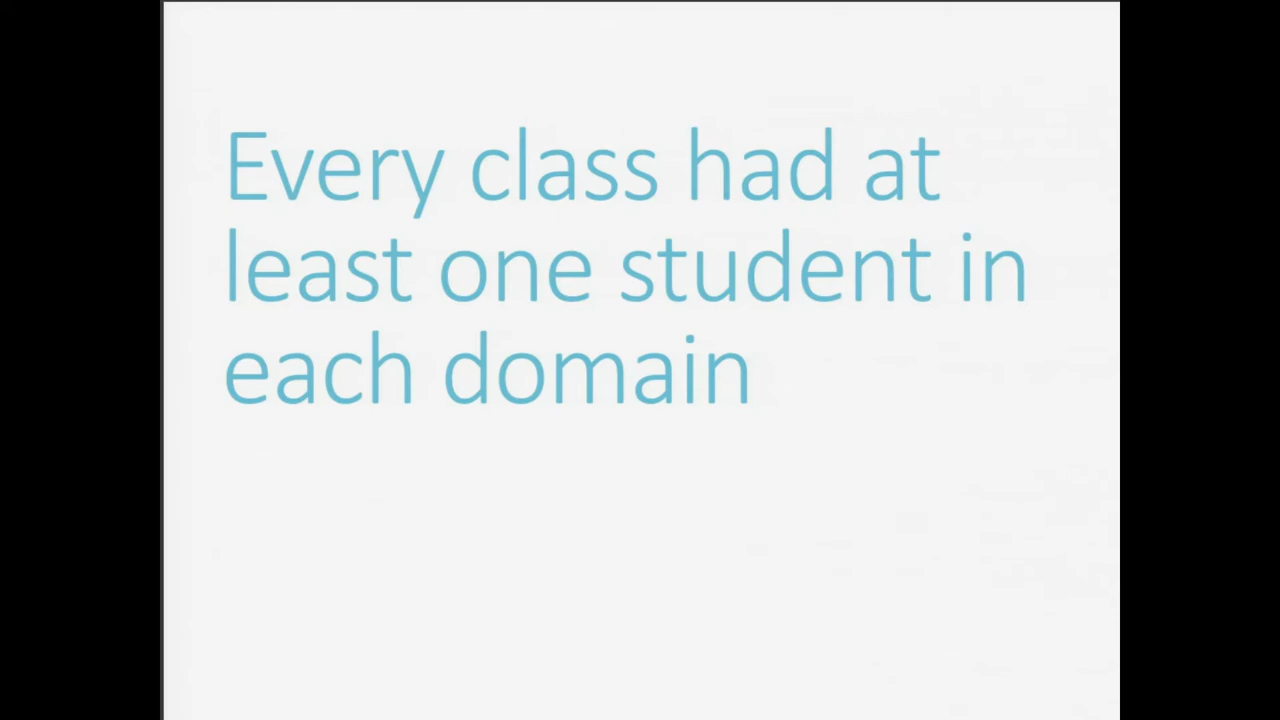 Every class had at
least one student in
each domain